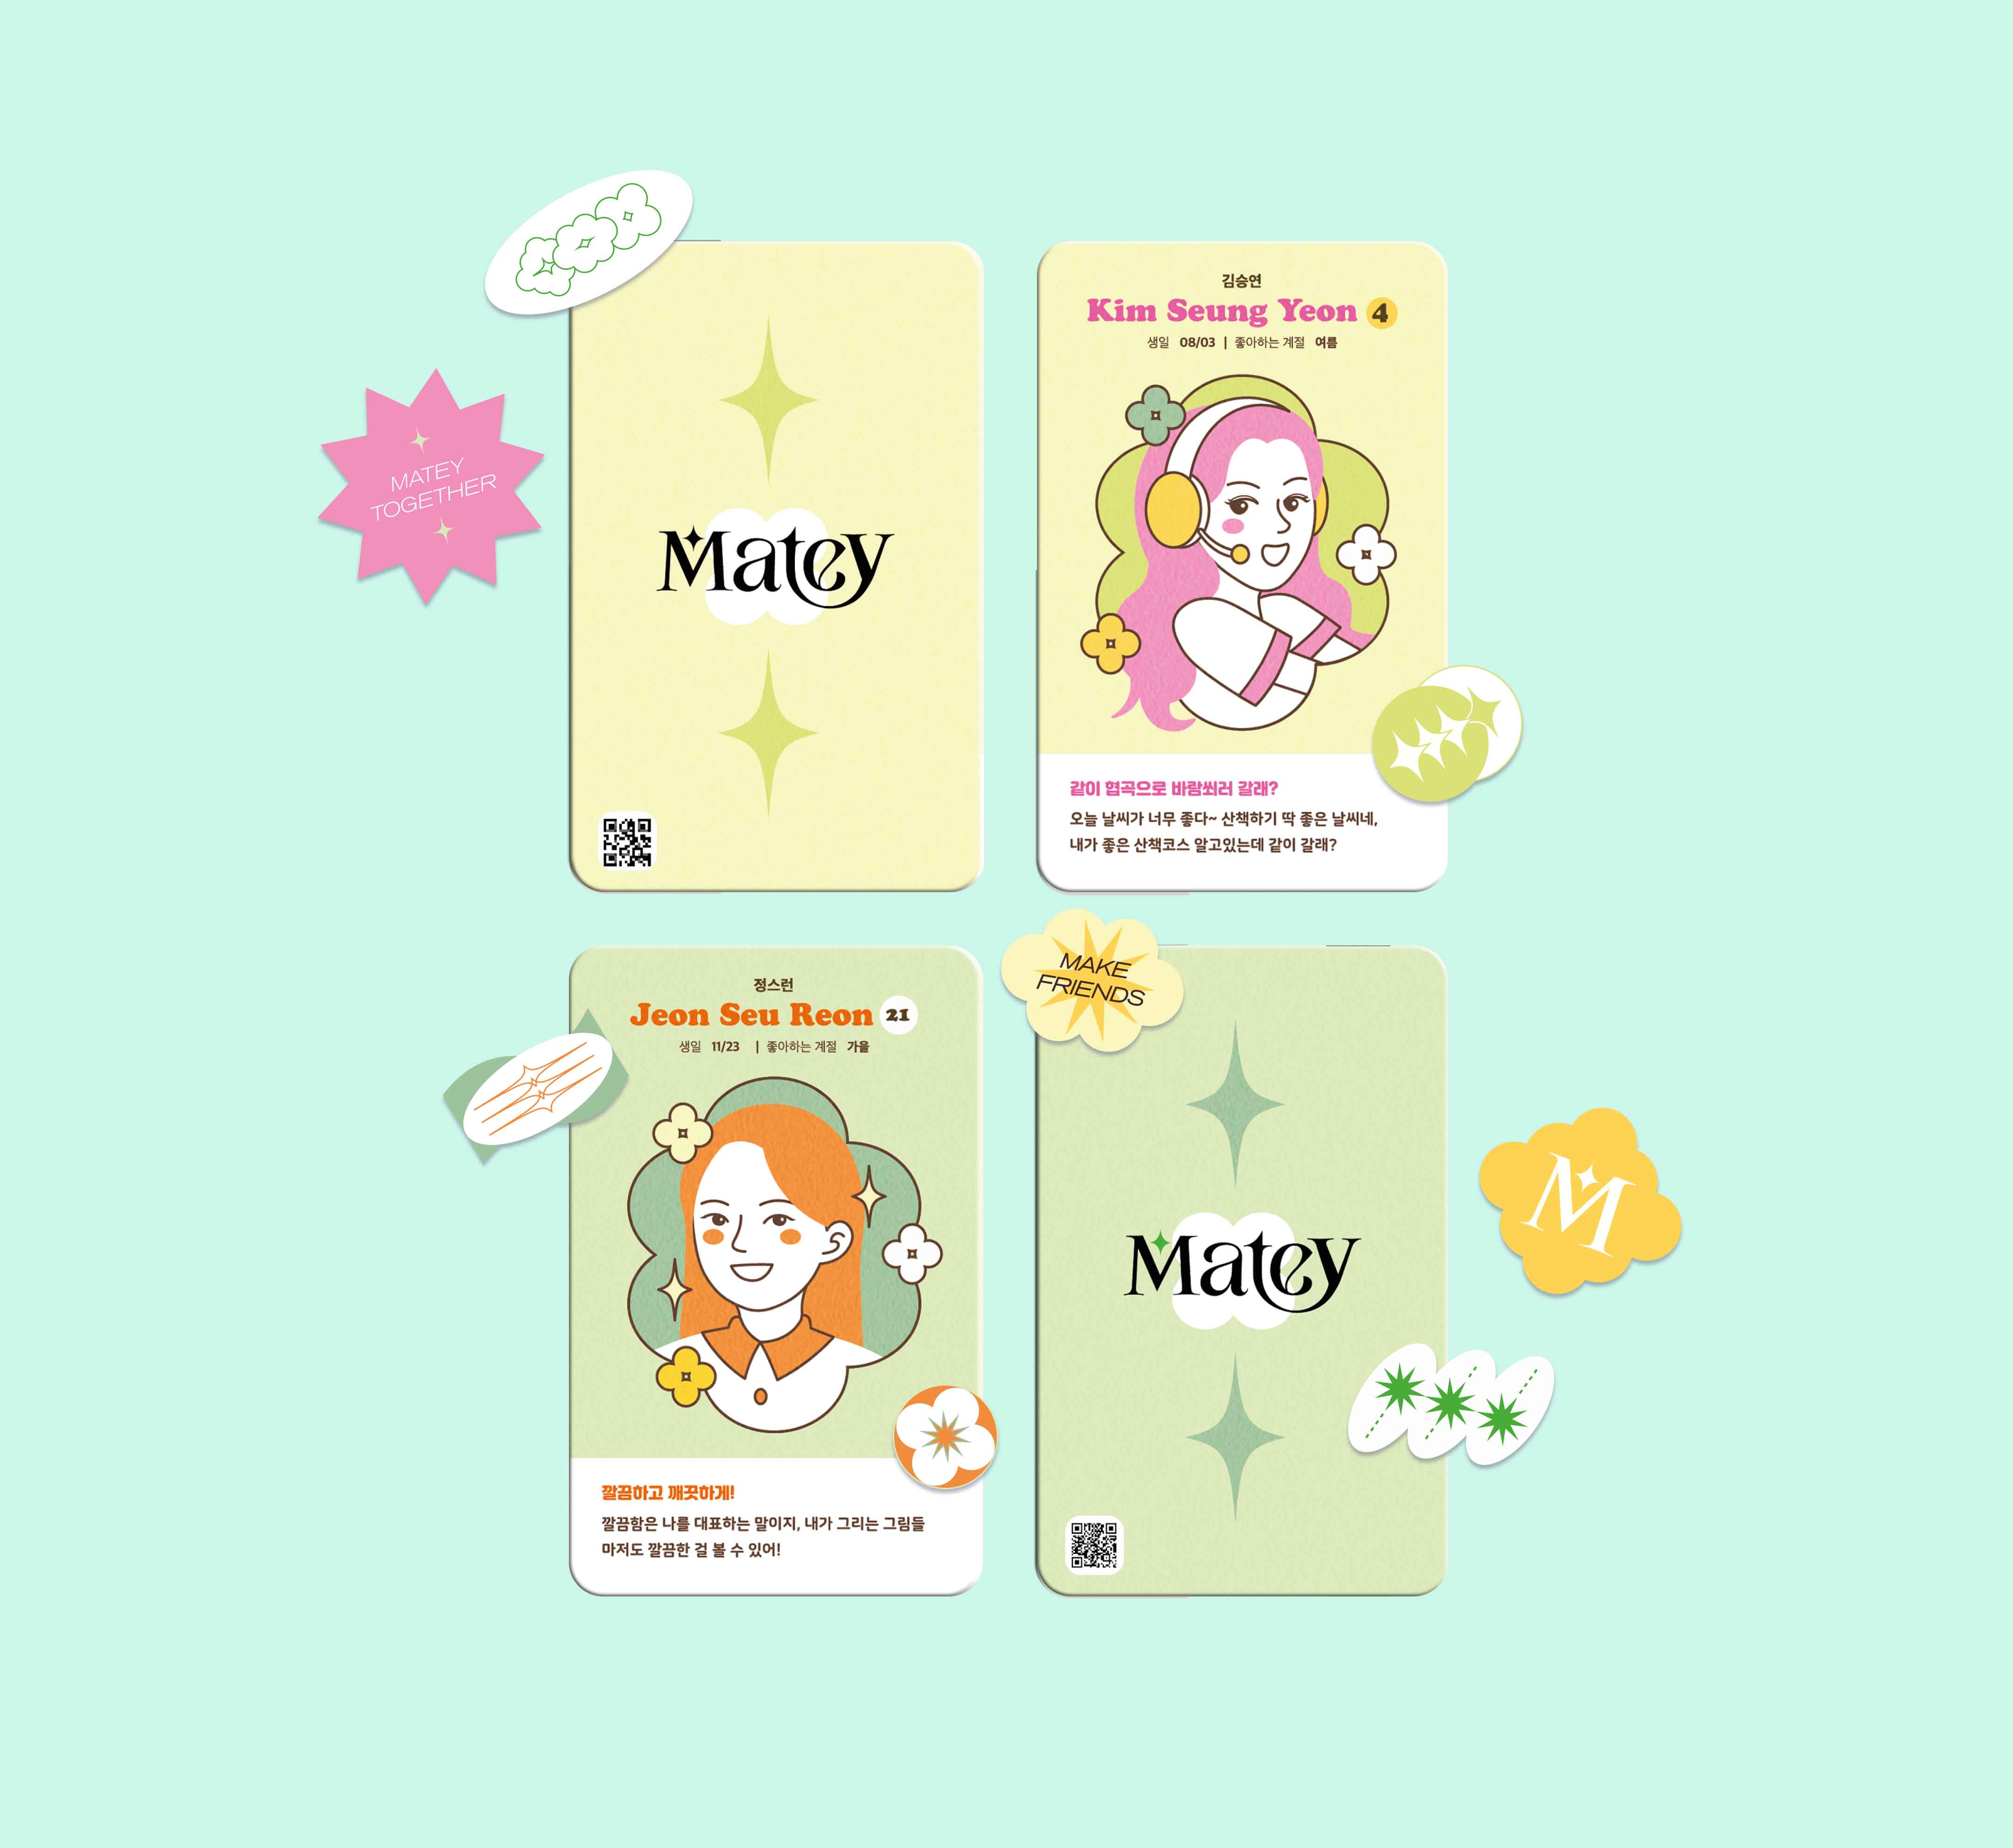 MATEY
TOGETHER
Matey
김승연
Kim Seung Yeon 4
생일 08/03 | 좋아하는 계절 여름
같이 협곡으로 바람쐬러 갈래?
오늘 날씨가 너무 좋다~ 산책하기 딱 좋은 날씨네,
내가 좋은 산책코스 알고있는데 같이 갈래?
정스런
Jeon Seu Reon 21
생일 11/23 | 좋아하는 계절 가을
깔끔하고 깨끗하게!
깔끔함은 나를 대표하는 말이지, 내가 그리는 그림들
마저도 깔끔한 걸 볼 수 있어!
MAKE
FRIENDS
Matey
M